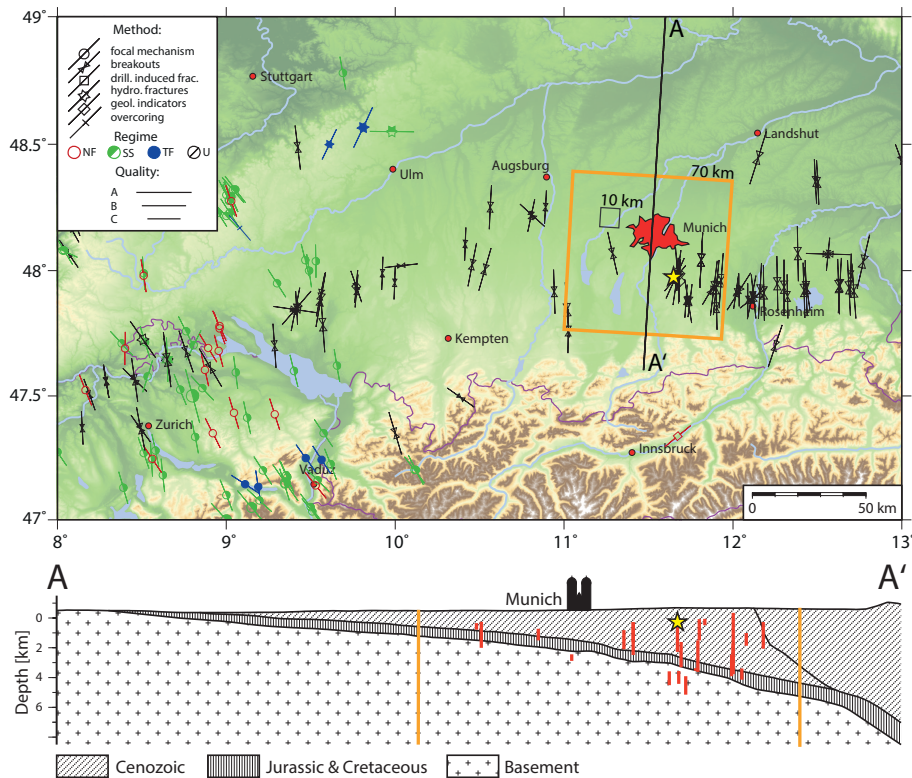 49°
48.5
48
47.5
47
8
9
10
11
12
13°
Method:
focal mechanism
breakouts
drill. induced frac.
hydro. fractures
geol. indicators
overcoring
Regime
NF SS TF U
Quality:
A
B
C
Stuttgart
Ulm
Augsburg
Landshut
A
70 km
10 km
Munich
Rosenheim
Kempten
A‘
Zurich
Vaduz
Innsbruck
0 50 km
A
A‘
Munich
Depth [km]
0
2
4
6
Cenozoic Jurassic & Cretaceous Basement